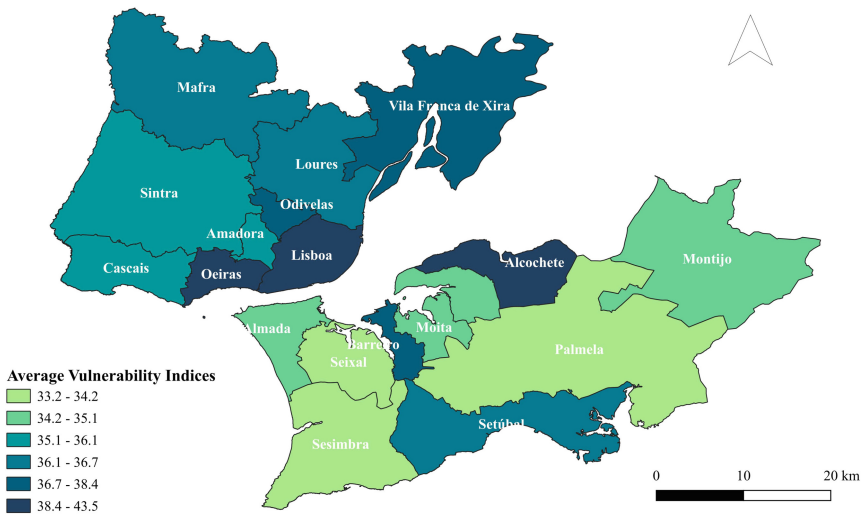 Mafra
Vila Franca de Xira
Loures
Sintra
Odivelas
Amadora
Lisboa
Cascais
Oeiras
Alcochete
Montijo
Almada
Moita
Barreiro
Seixal
Palmela
Setúbal
Sesimbra
Average Vulnerability Indices
33.2 - 34.2
34.2 - 35.1
35.1 - 36.1
36.1 - 36.7
36.7 - 38.4
38.4 - 43.5
0 10 20 km